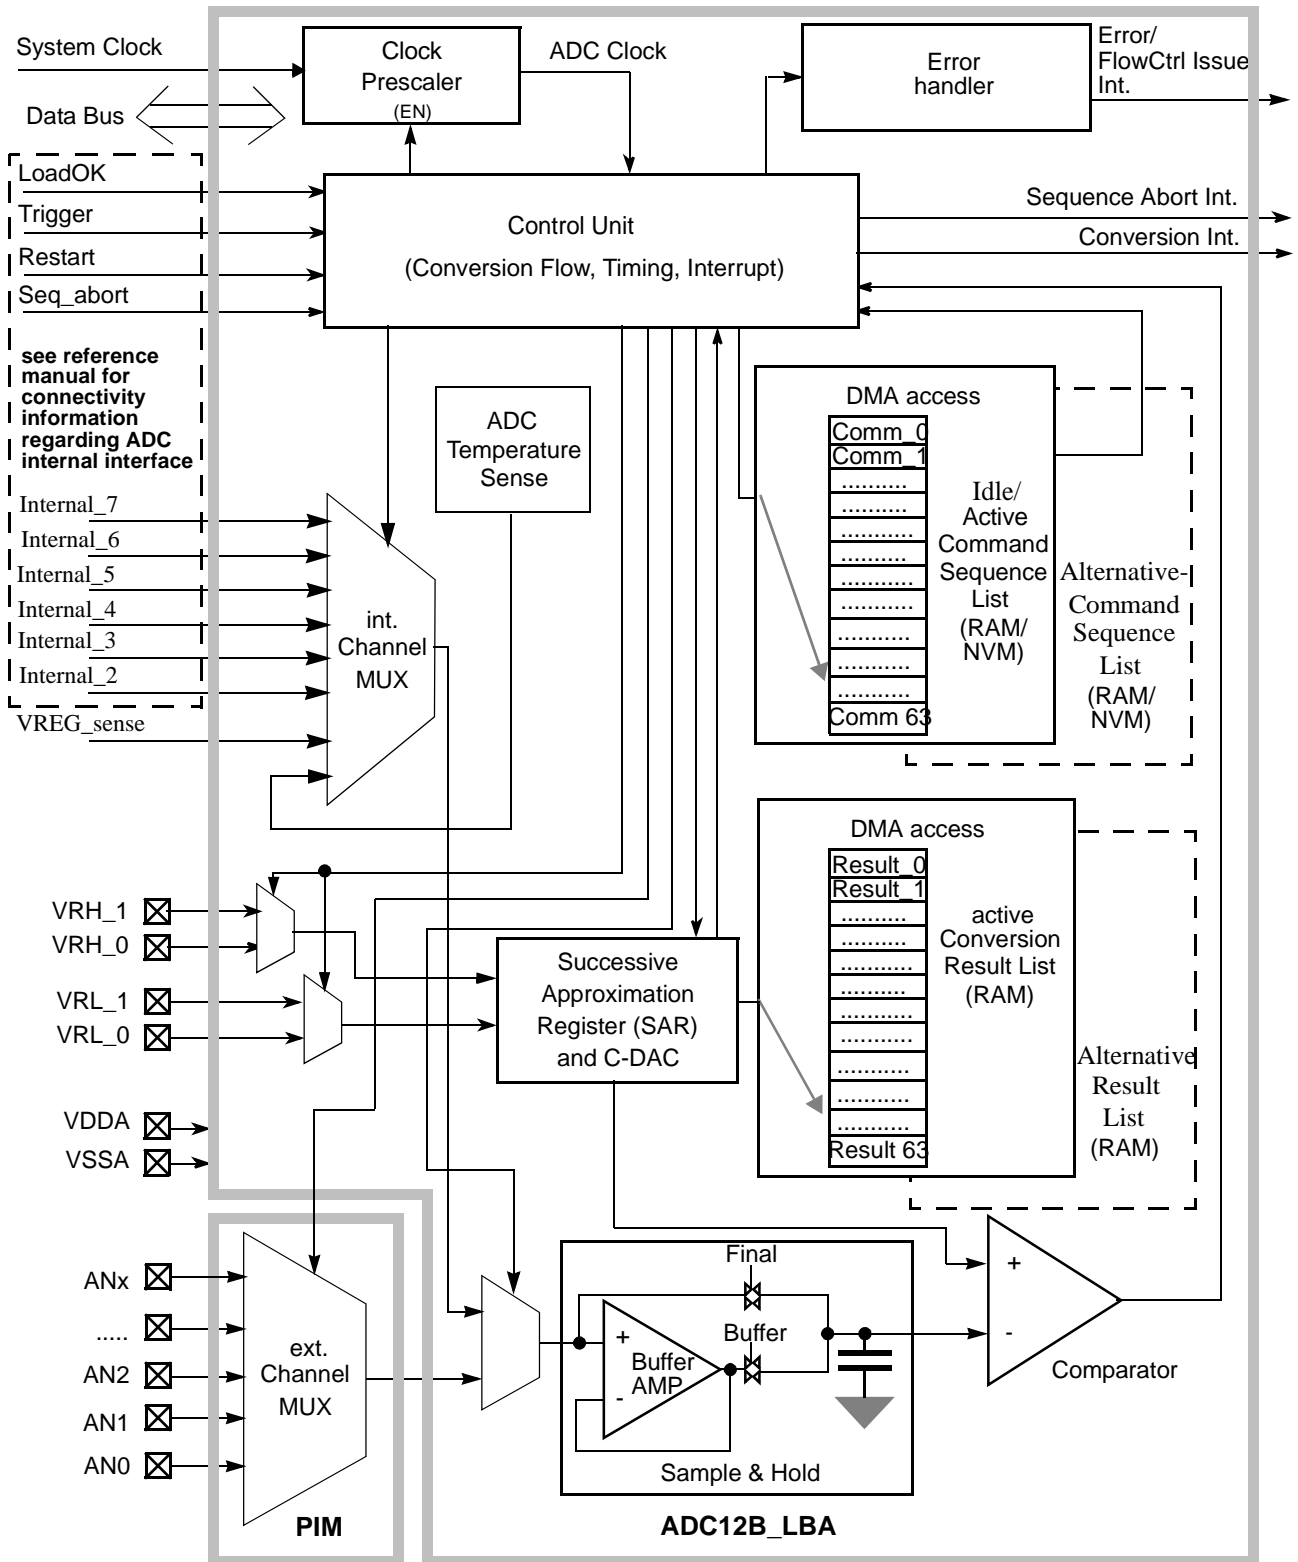 System Clock
Clock
Prescaler
(EN)
ADC Clock
Error
handler
Error/
FlowCtrl Issue
Int.
Data Bus
LoadOK
Trigger
Restart
Seq_abort
Control Unit
(Conversion Flow, Timing, Interrupt)
Sequence Abort Int.
Conversion Int.
see reference
manual for
connectivity
information
regarding ADC
internal interface
ADC
Temperature
Sense
Internal_7
Internal_6
Internal_5
Internal_4
Internal_3
Internal_2
VREG_sense
int.
Channel
MUX
DMA access
Comm_0
Comm_1
..........
..........
...........
...........
...........
...........
...........
...........
...........
Comm 63
Idle/
Active
Command
Sequence
List
(RAM/
NVM)
Alternative-
Command
Sequence
List
(RAM/
NVM)
DMA access
Result_0
Result_1
..........
..........
...........
...........
...........
...........
...........
...........
...........
Result 63
active
Conversion
Result List
(RAM)
Alternative
Result
List
(RAM)
VRH_1
VRH_0
VRL_1
VRL_0
VDDA
VSSA
Successive
Approximation
Register (SAR)
and C-DAC
ANx
.....
AN2
AN1
AN0
ext.
Channel
MUX
PIM
Final
Buffer
+
Buffer
AMP
-
Sample & Hold
+
-
Comparator
ADC12B_LBA